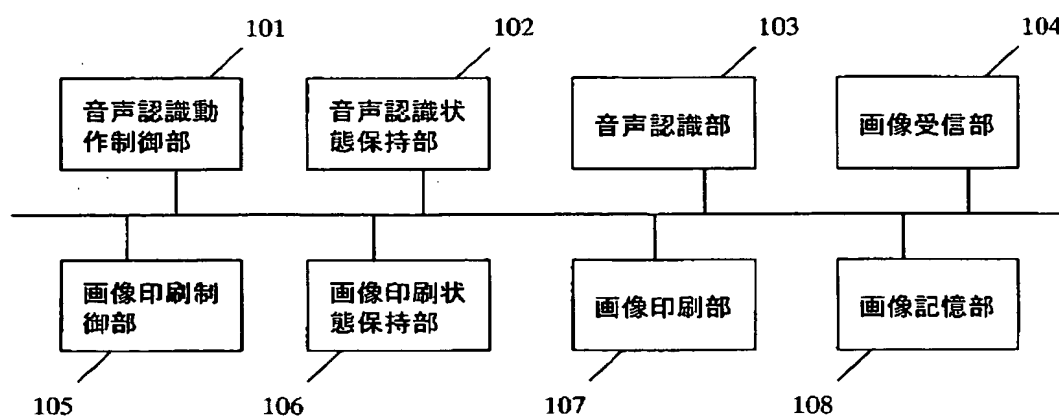 101
102
103
104
音声認識動
作制御部
音声認識状
態保持部
音声認識部
画像受信部
画像印刷制
御部
画像印刷状
態保持部
画像印刷部
画像記憶部
105
106
107
108